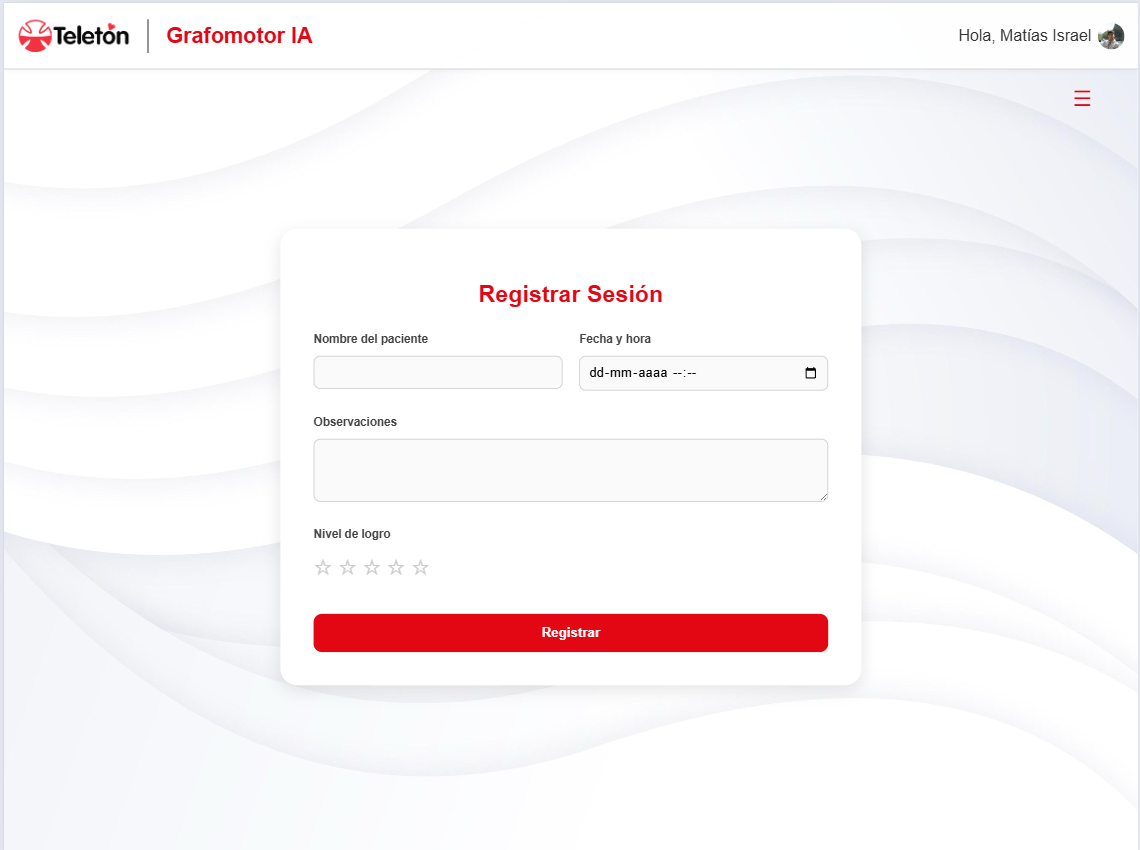 Teletón
Grafomotor IA
Hola, Matías Israel
Registrar Sesión
Nombre del paciente
Fecha y hora
dd-mm-aaaa --:--
Observaciones
Nivel de logro
Registrar